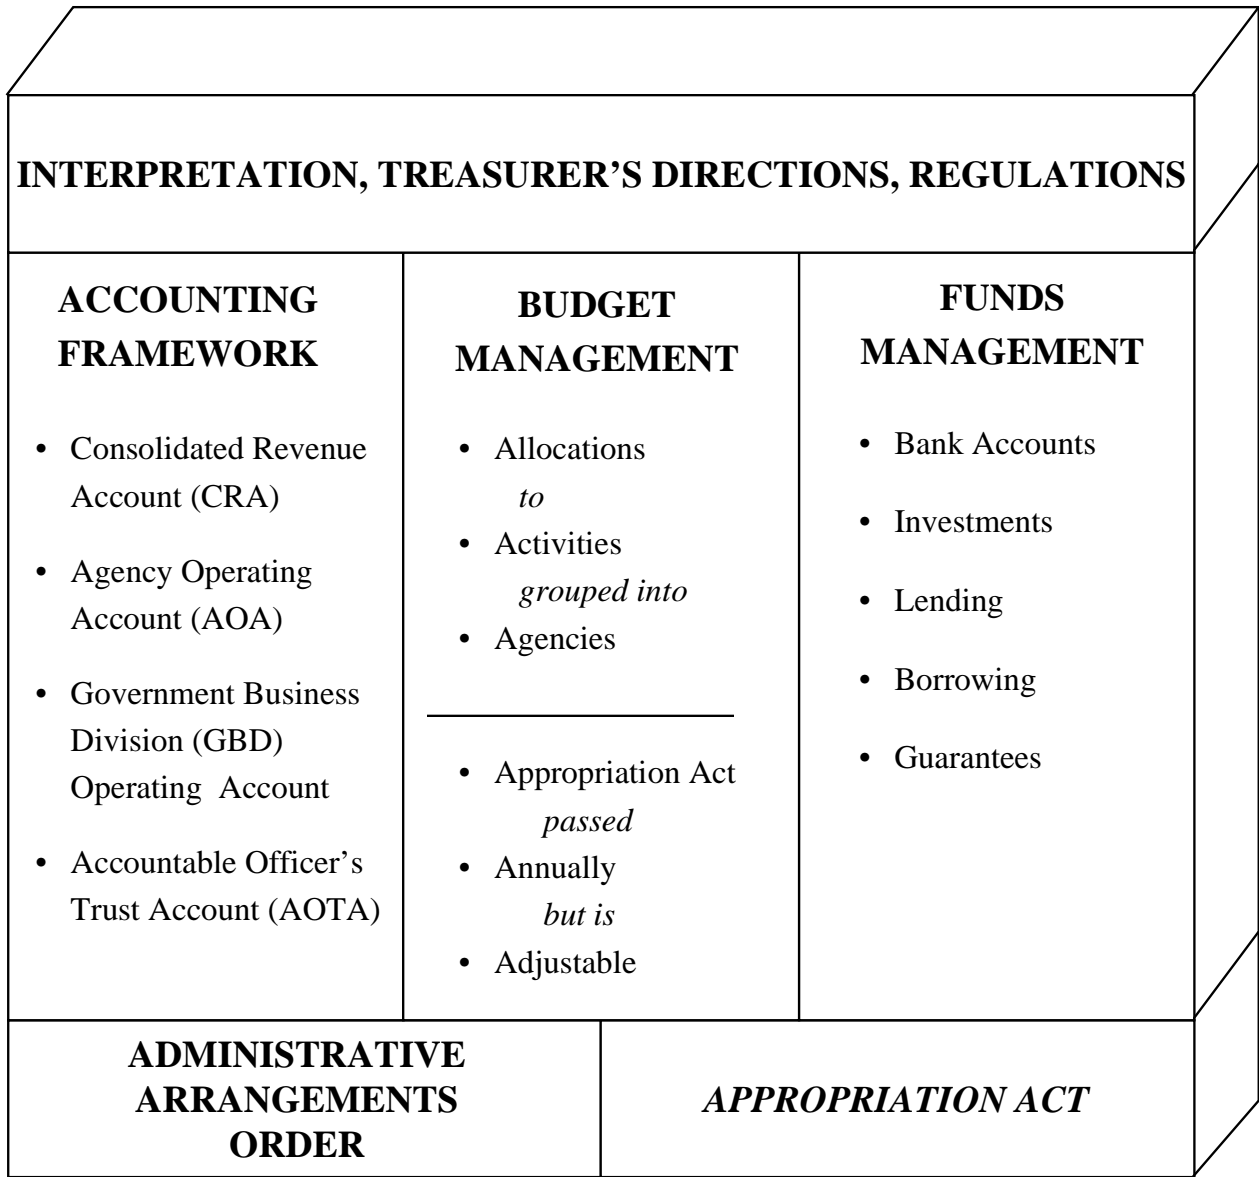 INTERPRETATION, TREASURER’S DIRECTIONS, REGULATIONS
ACCOUNTING
FRAMEWORK
• Consolidated Revenue
Account (CRA)
• Agency Operating
Account (AOA)
• Government Business
Division (GBD)
Operating Account
• Accountable Officer’s
Trust Account (AOTA)
BUDGET
MANAGEMENT
• Allocations
to
• Activities
grouped into
• Agencies
• Appropriation Act
passed
• Annually
but is
• Adjustable
FUNDS
MANAGEMENT
• Bank Accounts
• Investments
• Lending
• Borrowing
• Guarantees
ADMINISTRATIVE
ARRANGEMENTS
ORDER
APPROPRIATION ACT